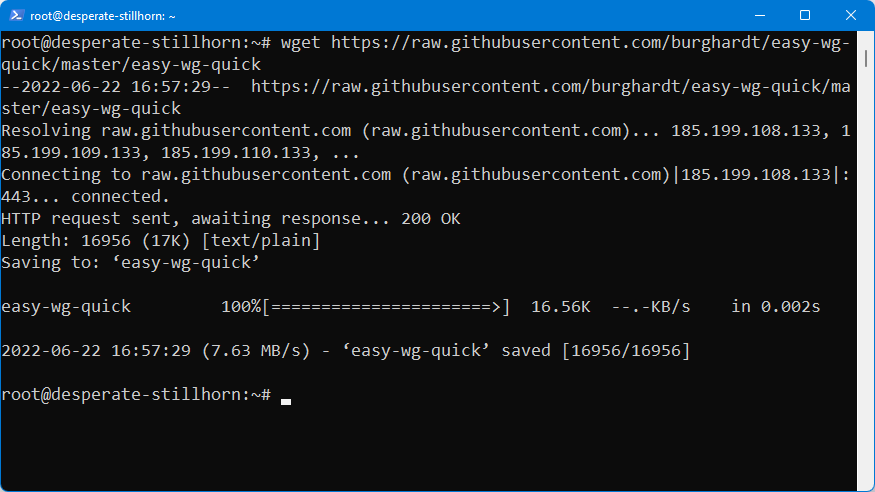 root@desperate-stillhorn: ~
root@desperate-stillhorn:~# wget https://raw.githubusercontent.com/burghardt/easy-wg-
quick/master/easy-wg-quick
--2022-06-22 16:57:29--  https://raw.githubusercontent.com/burghardt/easy-wg-quick/ma
ster/easy-wg-quick
Resolving raw.githubusercontent.com (raw.githubusercontent.com)... 185.199.108.133, 1
85.199.109.133, 185.199.110.133, ...
Connecting to raw.githubusercontent.com (raw.githubusercontent.com)|185.199.108.133|:
443... connected.
HTTP request sent, awaiting response... 200 OK
Length: 16956 (17K) [text/plain]
Saving to: ‘easy-wg-quick’
easy-wg-quick         100%[======================>]  16.56K  --.-KB/s    in 0.002s
2022-06-22 16:57:29 (7.63 MB/s) - ‘easy-wg-quick’ saved [16956/16956]
root@desperate-stillhorn:~#